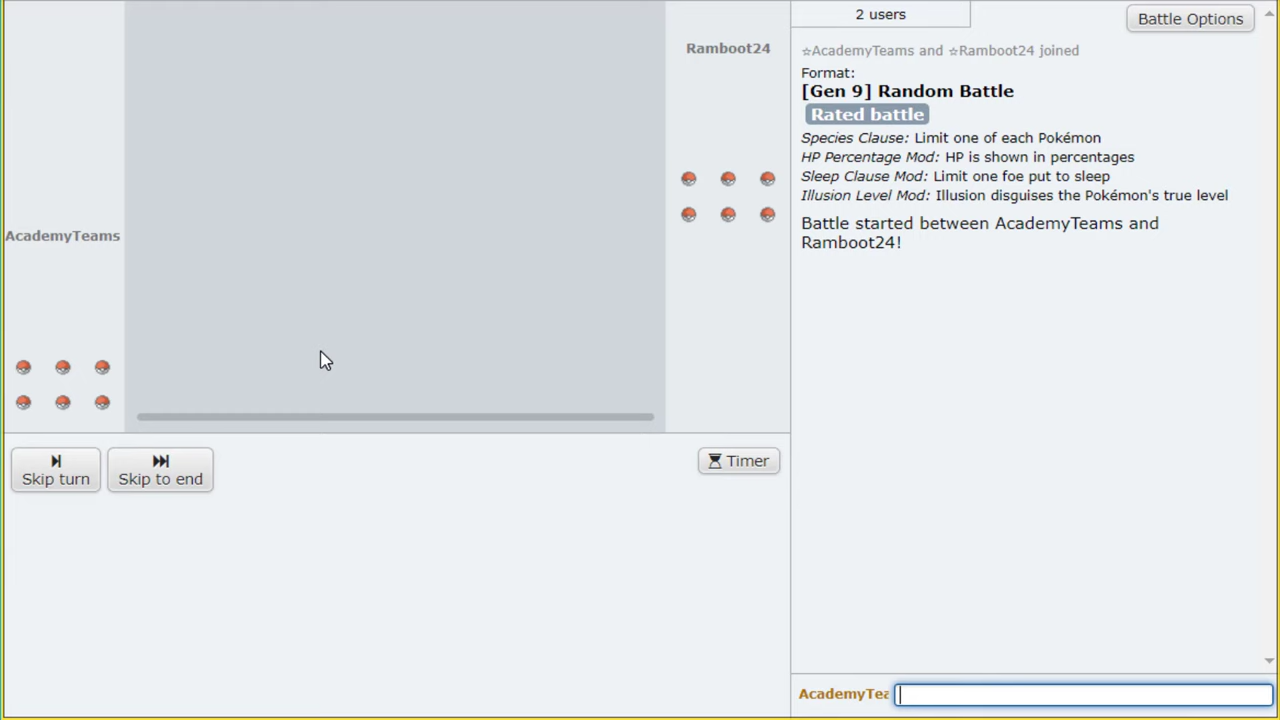 2 users
Battle Options
Ramboot24
☆AcademyTeams and ☆Ramboot24 joined
Format:
[Gen 9] Random Battle
Rated battle
Species Clause: Limit one of each Pokémon
HP Percentage Mod: HP is shown in percentages
Sleep Clause Mod: Limit one foe put to sleep
Illusion Level Mod: Illusion disguises the Pokémon's true level
Battle started between AcademyTeams and
Ramboot24!
AcademyTeams
Skip turn
Skip to end
Timer
AcademyTea